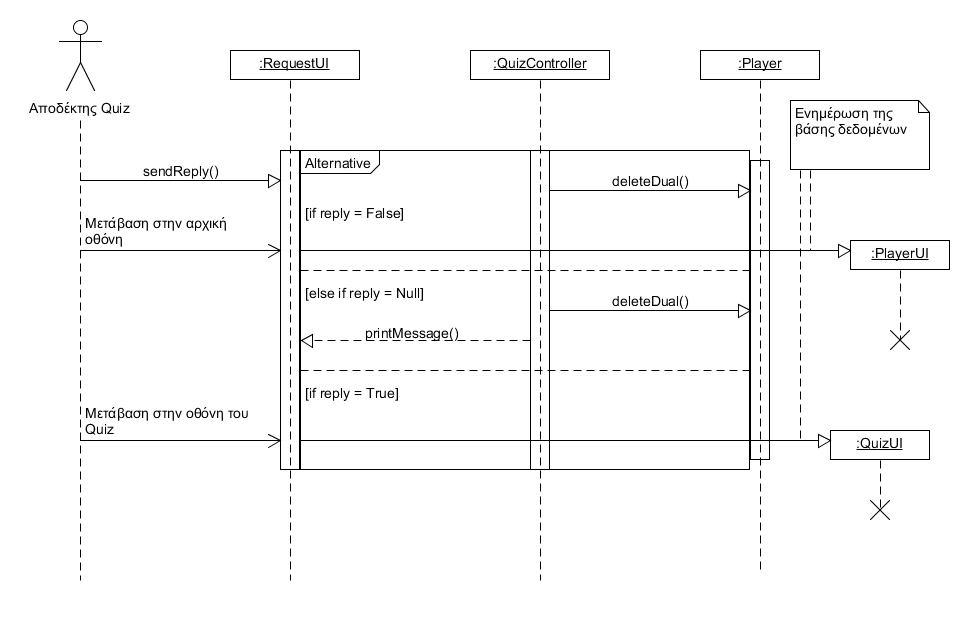 Αποδέκτης Quiz
:RequestUI
:QuizController
:Player
Ενημέρωση της
βάσης δεδομένων
Alternative
sendReply()
deleteDual()
[if reply = False]
Μετάβαση στην αρχική
οθόνη
:PlayerUI
[else if reply = Null]
deleteDual()
printMessage()
[if reply = True]
Μετάβαση στην οθόνη του
Quiz
:QuizUI